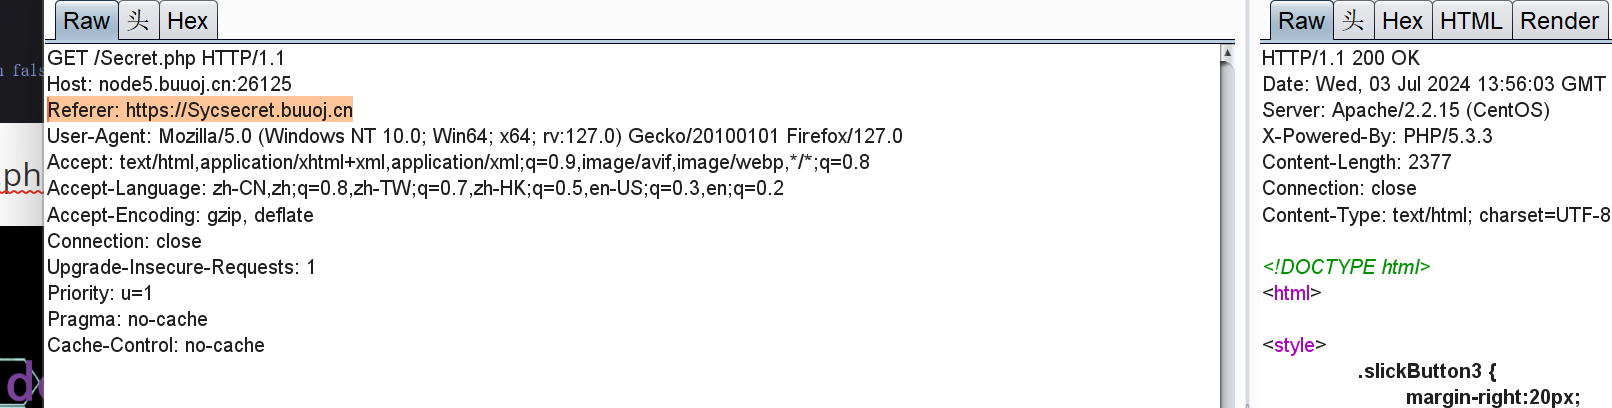 Raw 头 Hex
GET /Secret.php HTTP/1.1
Host: node5.buuoj.cn:26125
Referer: https://Sycsecret.buuoj.cn
User-Agent: Mozilla/5.0 (Windows NT 10.0; Win64; x64; rv:127.0) Gecko/20100101 Firefox/127.0
Accept: text/html,application/xhtml+xml,application/xml;q=0.9,image/avif,image/webp,*/*;q=0.8
Accept-Language: zh-CN,zh;q=0.8,zh-TW;q=0.7,zh-HK;q=0.5,en-US;q=0.3,en;q=0.2
Accept-Encoding: gzip, deflate
Connection: close
Upgrade-Insecure-Requests: 1
Priority: u=1
Pragma: no-cache
Cache-Control: no-cache
Raw 头 Hex HTML Render
HTTP/1.1 200 OK
Date: Wed, 03 Jul 2024 13:56:03 GMT
Server: Apache/2.2.15 (CentOS)
X-Powered-By: PHP/5.3.3
Content-Length: 2377
Connection: close
Content-Type: text/html; charset=UTF-8
<!DOCTYPE html>
<html>
<style>
.slickButton3 {
margin-right:20px;